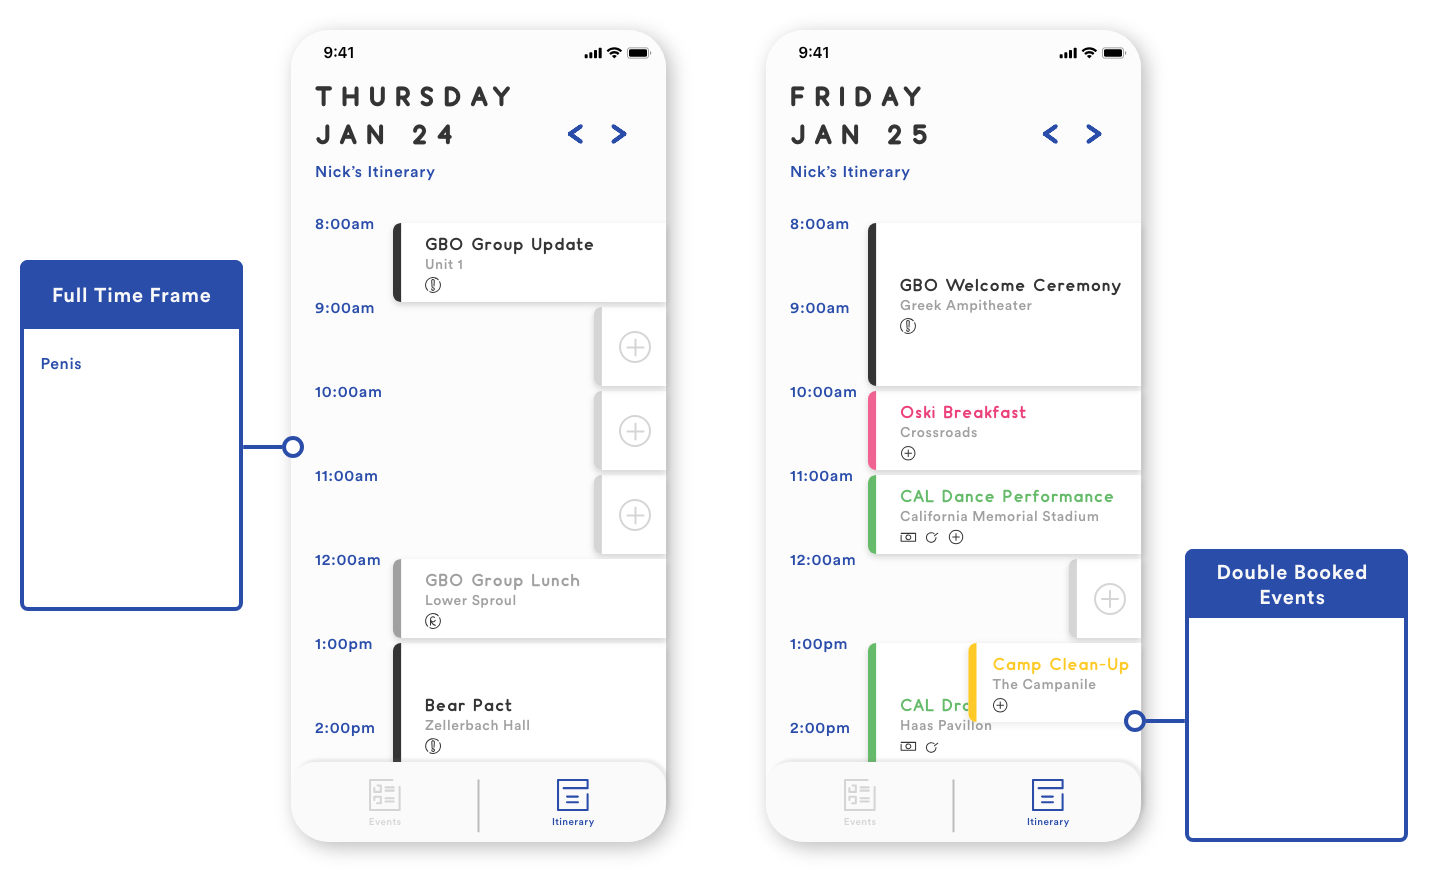 Full Time Frame
Penis
9:41
THURSDAY
JAN 24
Nick's Itinerary
8:00am
GBO Group Update
Unit 1
9:00am
10:00am
11:00am
12:00am
GBO Group Lunch
Lower Sproul
1:00pm
Bear Pact
Zellerbach Hall
2:00pm
Events
Itinerary
9:41
FRIDAY
JAN 25
Nick's Itinerary
8:00am
GBO Welcome Ceremony
Greek Ampitheater
9:00am
10:00am
Oski Breakfast
Crossroads
11:00am
CAL Dance Performance
California Memorial Stadium
12:00am
1:00pm
Camp Clean-Up
The Campanile
CAL Dra
Haas Pavillon
2:00pm
Events
Itinerary
Double Booked
Events